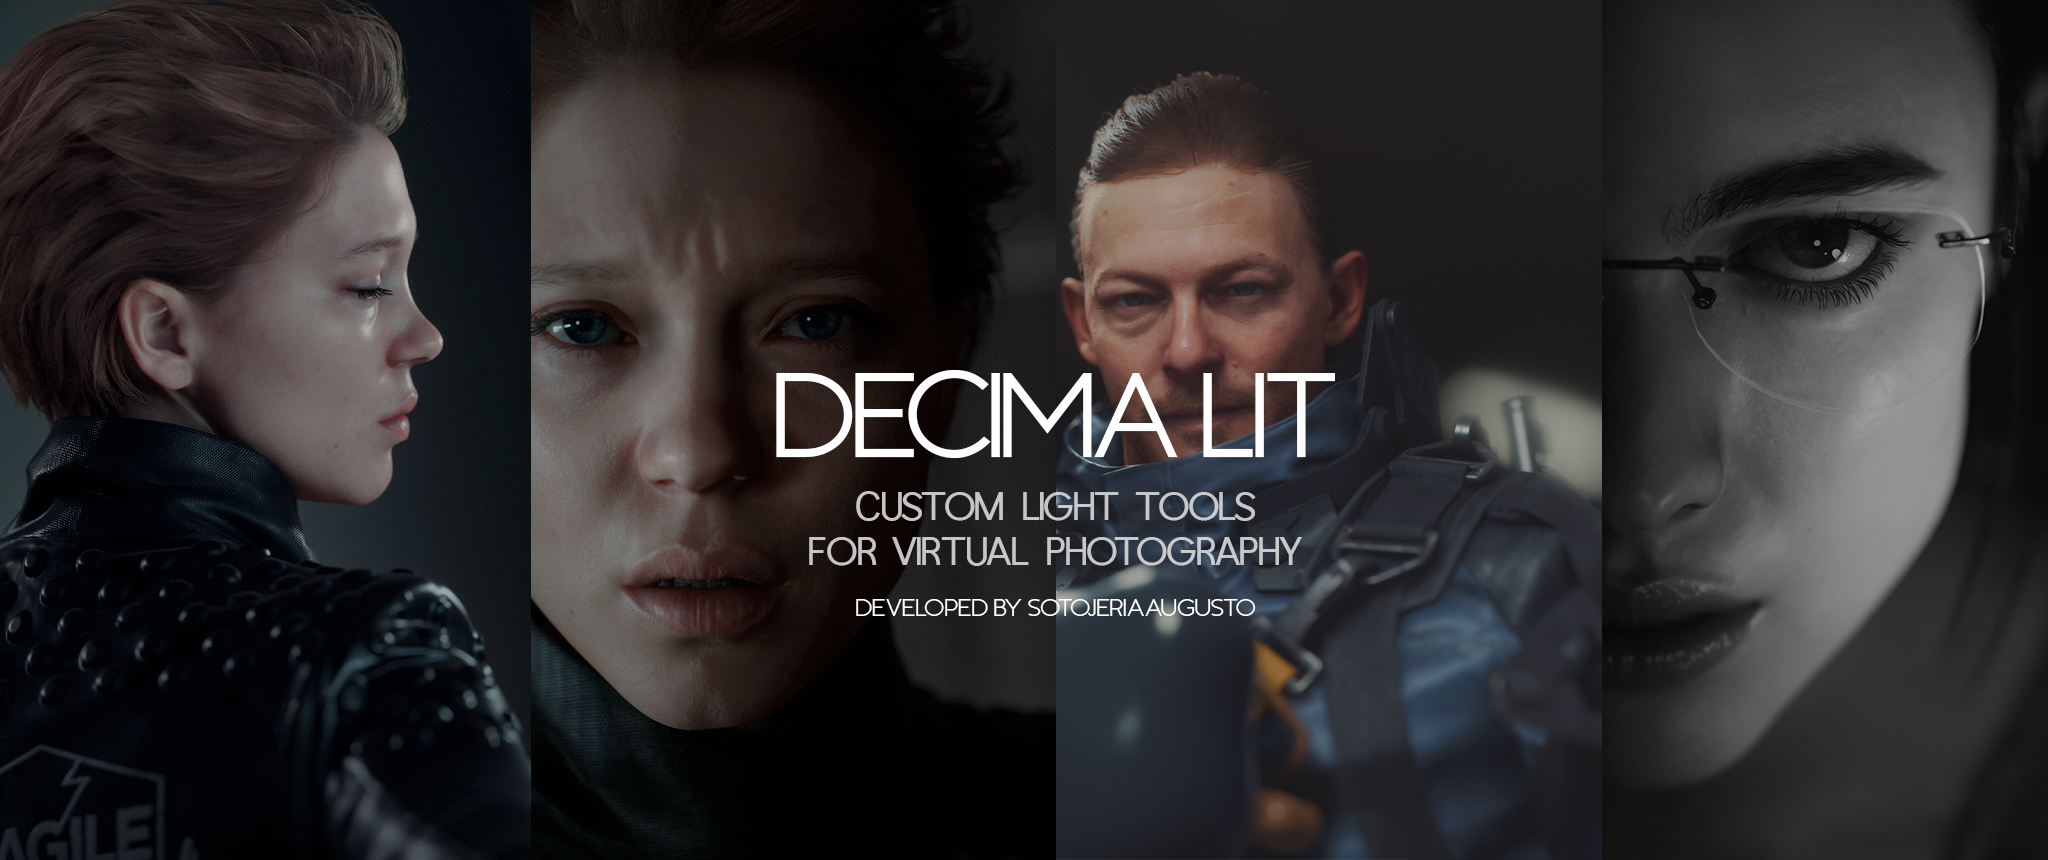 DECIMA LIT
CUSTOM LIGHT TOOLS
FOR VIRTUAL PHOTOGRAPHY
DEVELOPED BY SOTOJERIAAUGUSTO
AGILE